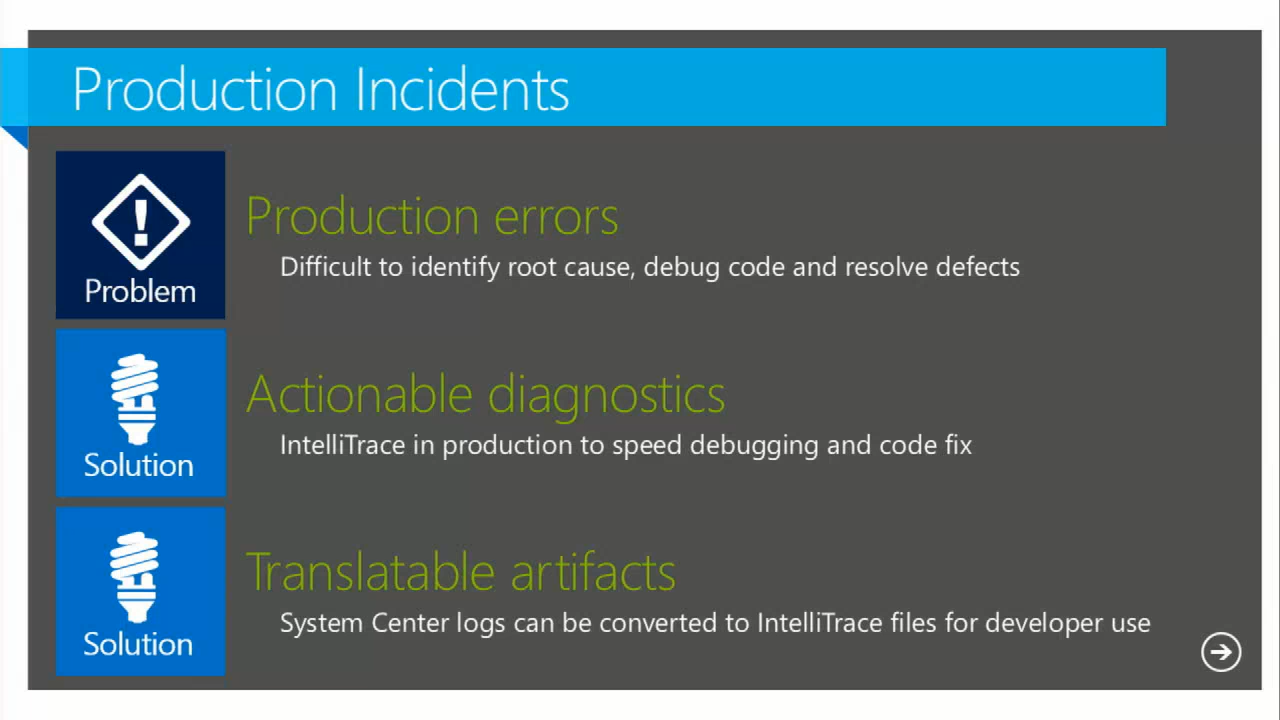 Production Incidents
Problem
Production errors
Difficult to identify root cause, debug code and resolve defects
Solution
Actionable diagnostics
IntelliTrace in production to speed debugging and code fix
Solution
Translatable artifacts
System Center logs can be converted to IntelliTrace files for developer use